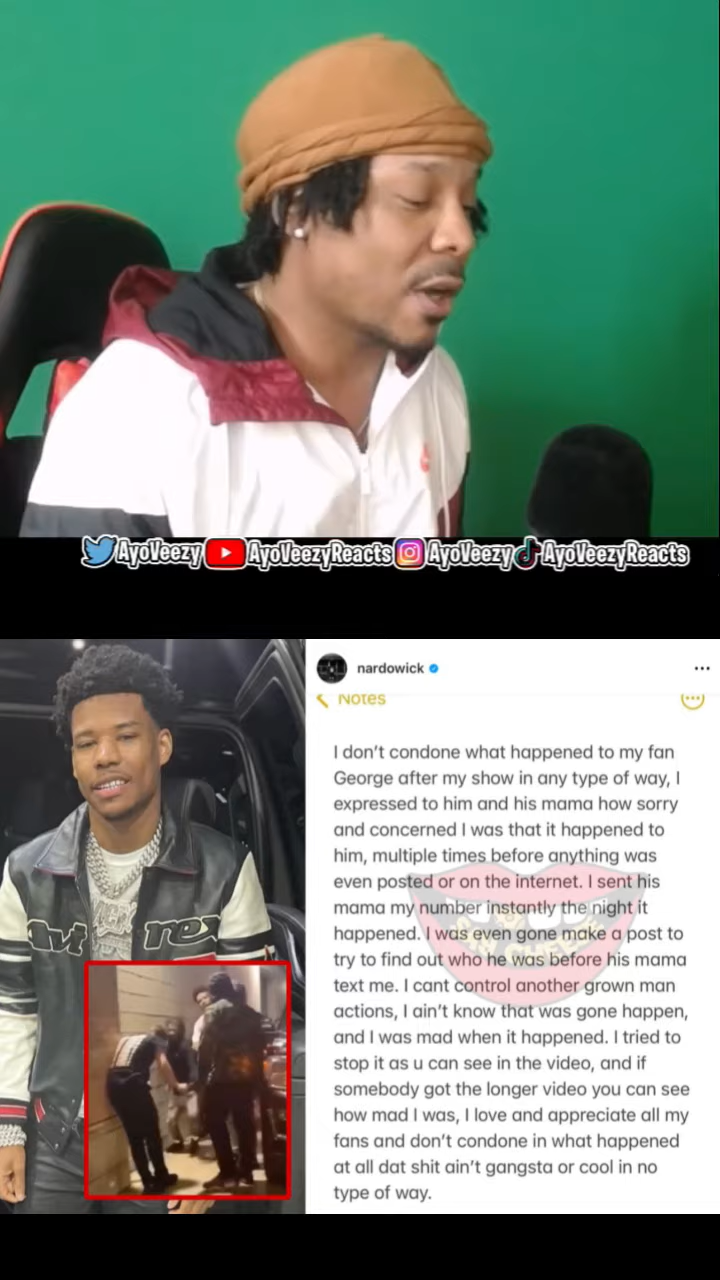 AyoVeezy AyoVeezyReacts AyoVeezy AyoVeezyReacts
nardowick
Notes
I don't condone what happened to my fan
George after my show in any type of way, I
expressed to him and his mama how sorry
and concerned I was that it happened to
him, multiple times before anything was
even posted or on the internet. I sent his
mama my number instantly the night it
happened. I was even gone make a post to
try to find out who he was before his mama
text me. I cant control another grown man
actions, I ain't know that was gone happen,
and I was mad when it happened. I tried to
stop it as u can see in the video, and if
somebody got the longer video you can see
how mad I was, I love and appreciate all my
fans and don't condone in what happened
at all dat shit ain't gangsta or cool in no
type of way.